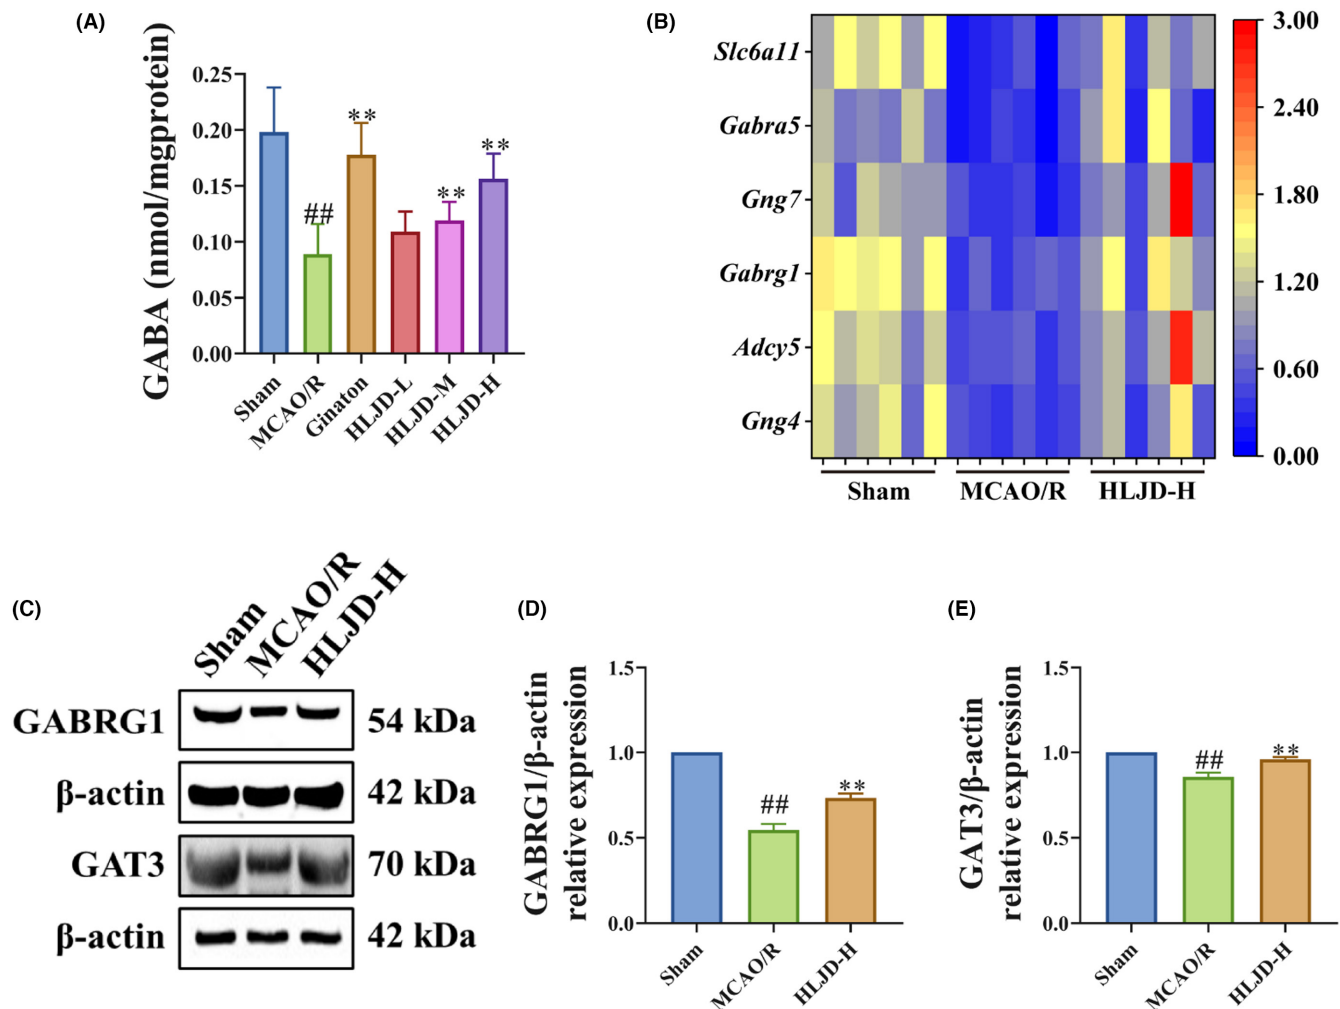 (A)
GABA (nmol/mgprotein)
0.25
0.20
0.15
0.10
0.05
0.00
##
**
**
**
Sham
MCAO/R
Ginaton
HLJD-L
HLJD-M
HLJD-H
(B)
Slc6a11
Gabra5
Gng7
Gabrg1
Adcy5
Gng4
Sham
MCAO/R
HLJD-H
3.00
2.40
1.80
1.20
0.60
0.00
(C)
Sham
MCAO/R
HLJD-H
GABRG1 54 kDa
β-actin 42 kDa
GAT3 70 kDa
β-actin 42 kDa
(D)
GABRG1/β-actin
relative expression
1.5
1.0
0.5
0.0
##
**
Sham
MCAO/R
HLJD-H
(E)
GAT3/β-actin
relative expression
1.5
1.0
0.5
0.0
##
**
Sham
MCAO/R
HLJD-H